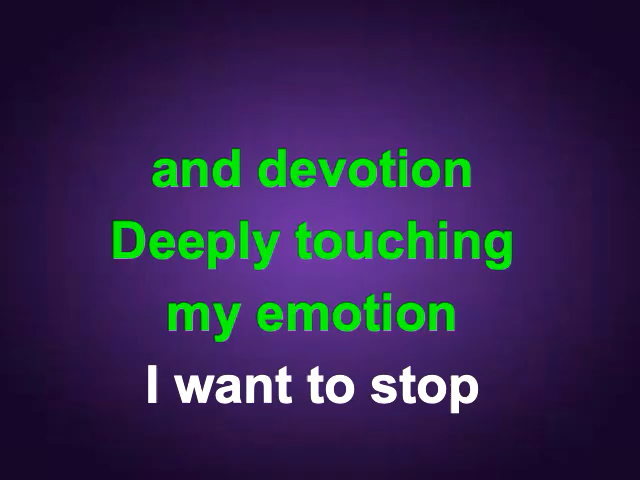 and devotion
Deeply touching
my emotion
I want to stop